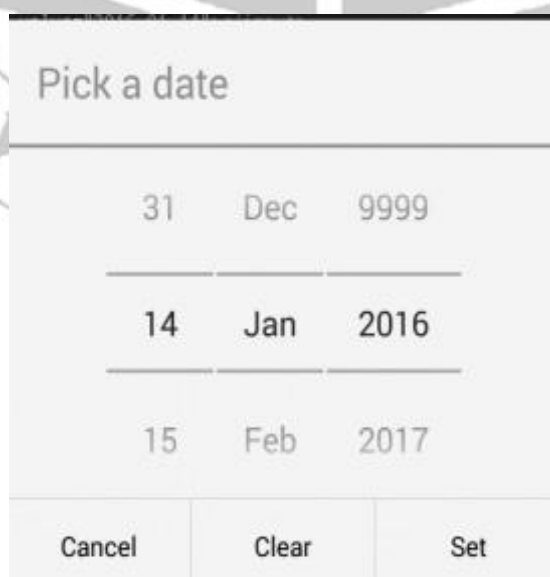 Pick a date
31 Dec 9999
14 Jan 2016
15 Feb 2017
Cancel Clear Set